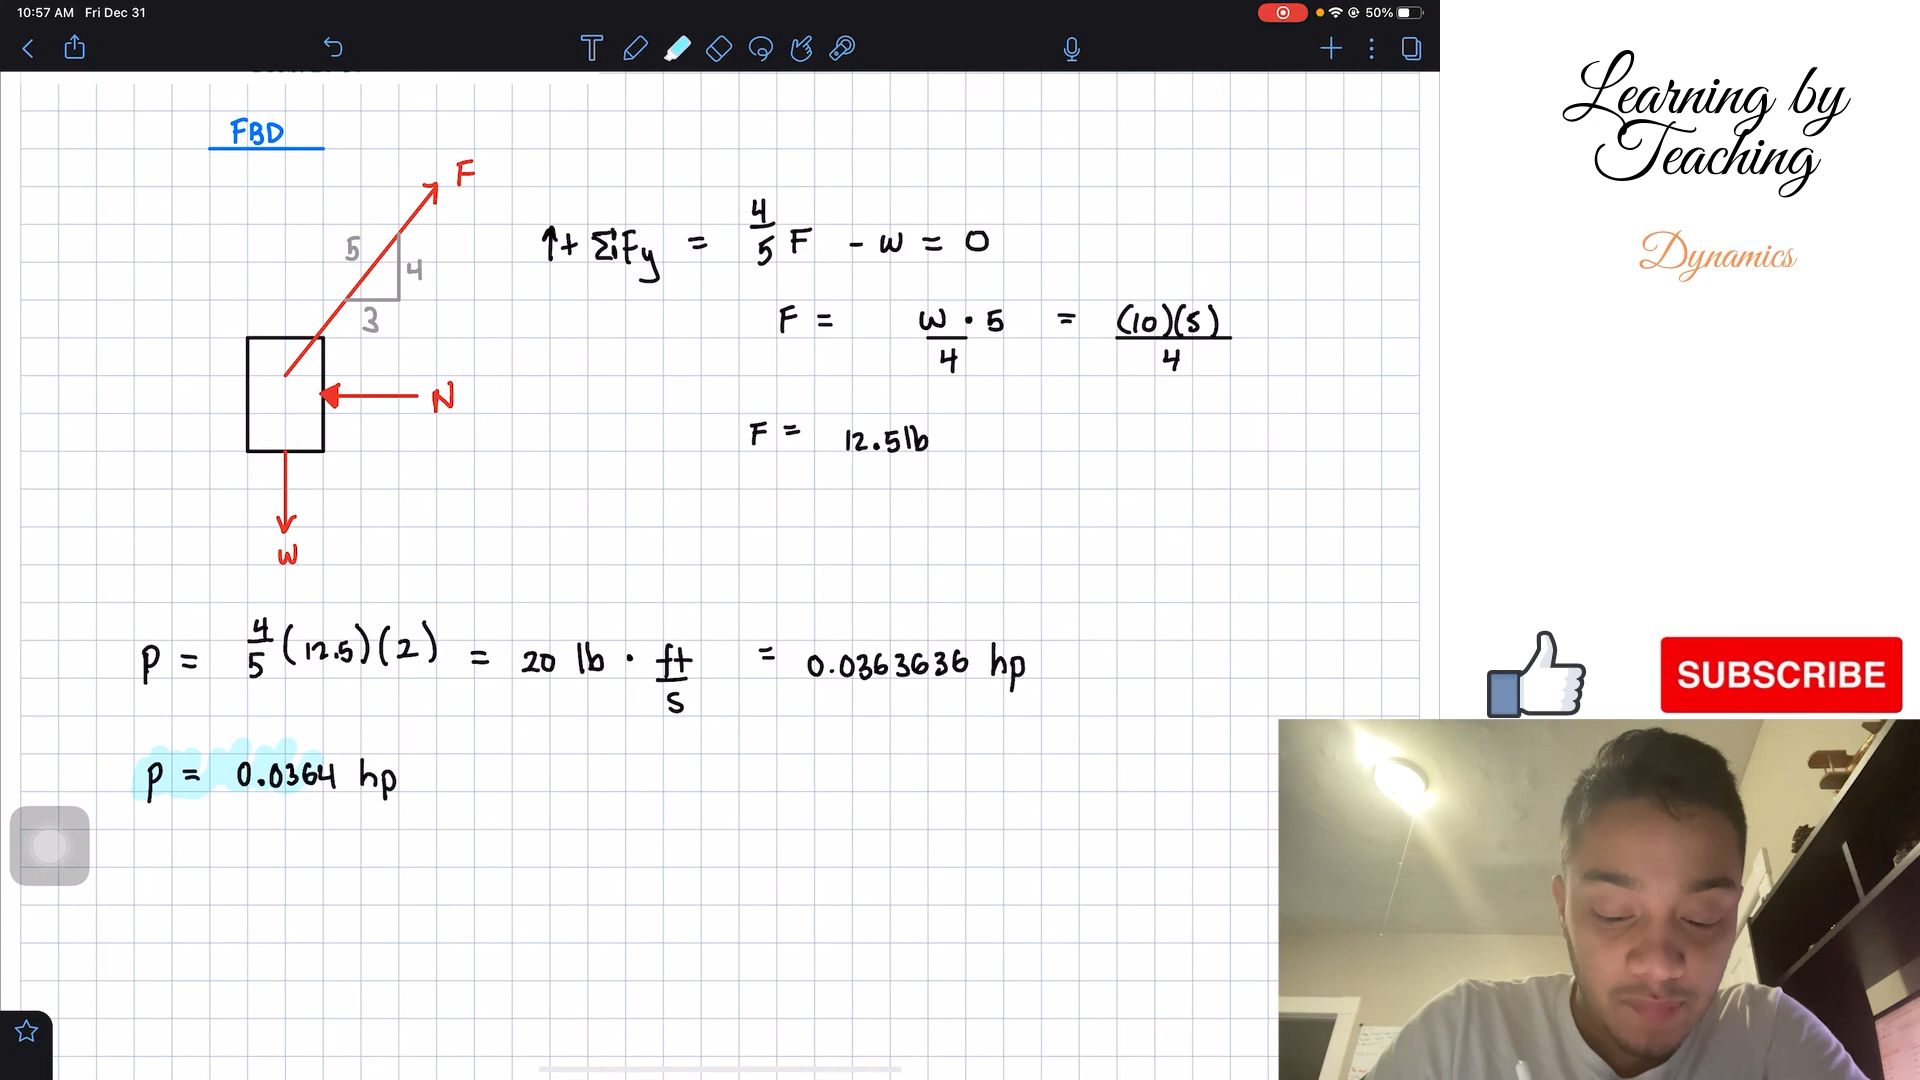 10:57 AM Fri Dec 31
50%
Learning by
Teaching
Dynamics
FBD
F
5
4
3
N
W
↑+ ΣFy = 4/5 F - W = 0
F = W · 5 / 4 = (10)(5) / 4
F = 12.5 lb
P = 4/5 (12.5)(2) = 20 lb · ft/s = 0.0363636 hp
P = 0.0364 hp
SUBSCRIBE